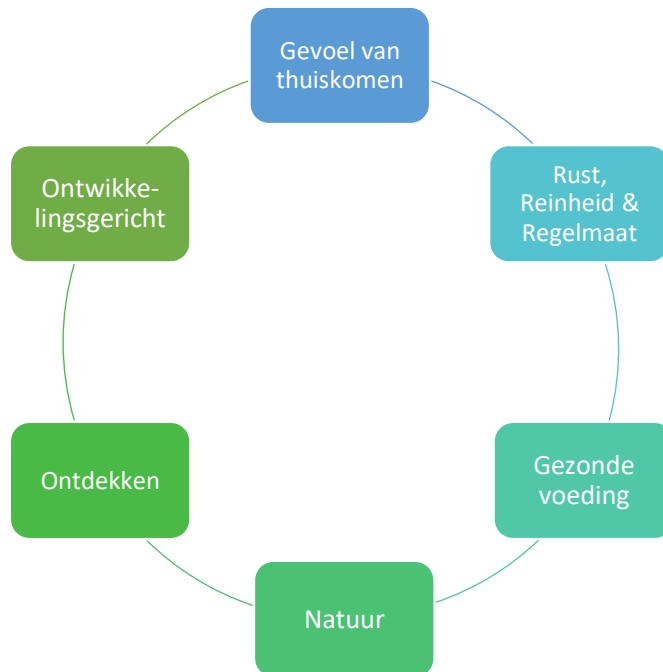 Gevoel van
thuiskomen
Rust,
Reinheid &
Regelmaat
Gezonde
voeding
Natuur
Ontdekken
Ontwikke-
lingsgericht